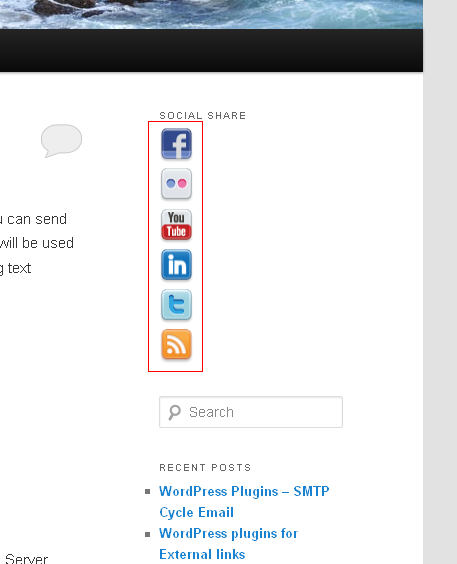 SOCIAL SHARE
f
You
Tube
in
t
u can send
will be used
g text
Search
RECENT POSTS
WordPress Plugins – SMTP
Cycle Email
WordPress plugins for
External links
Server